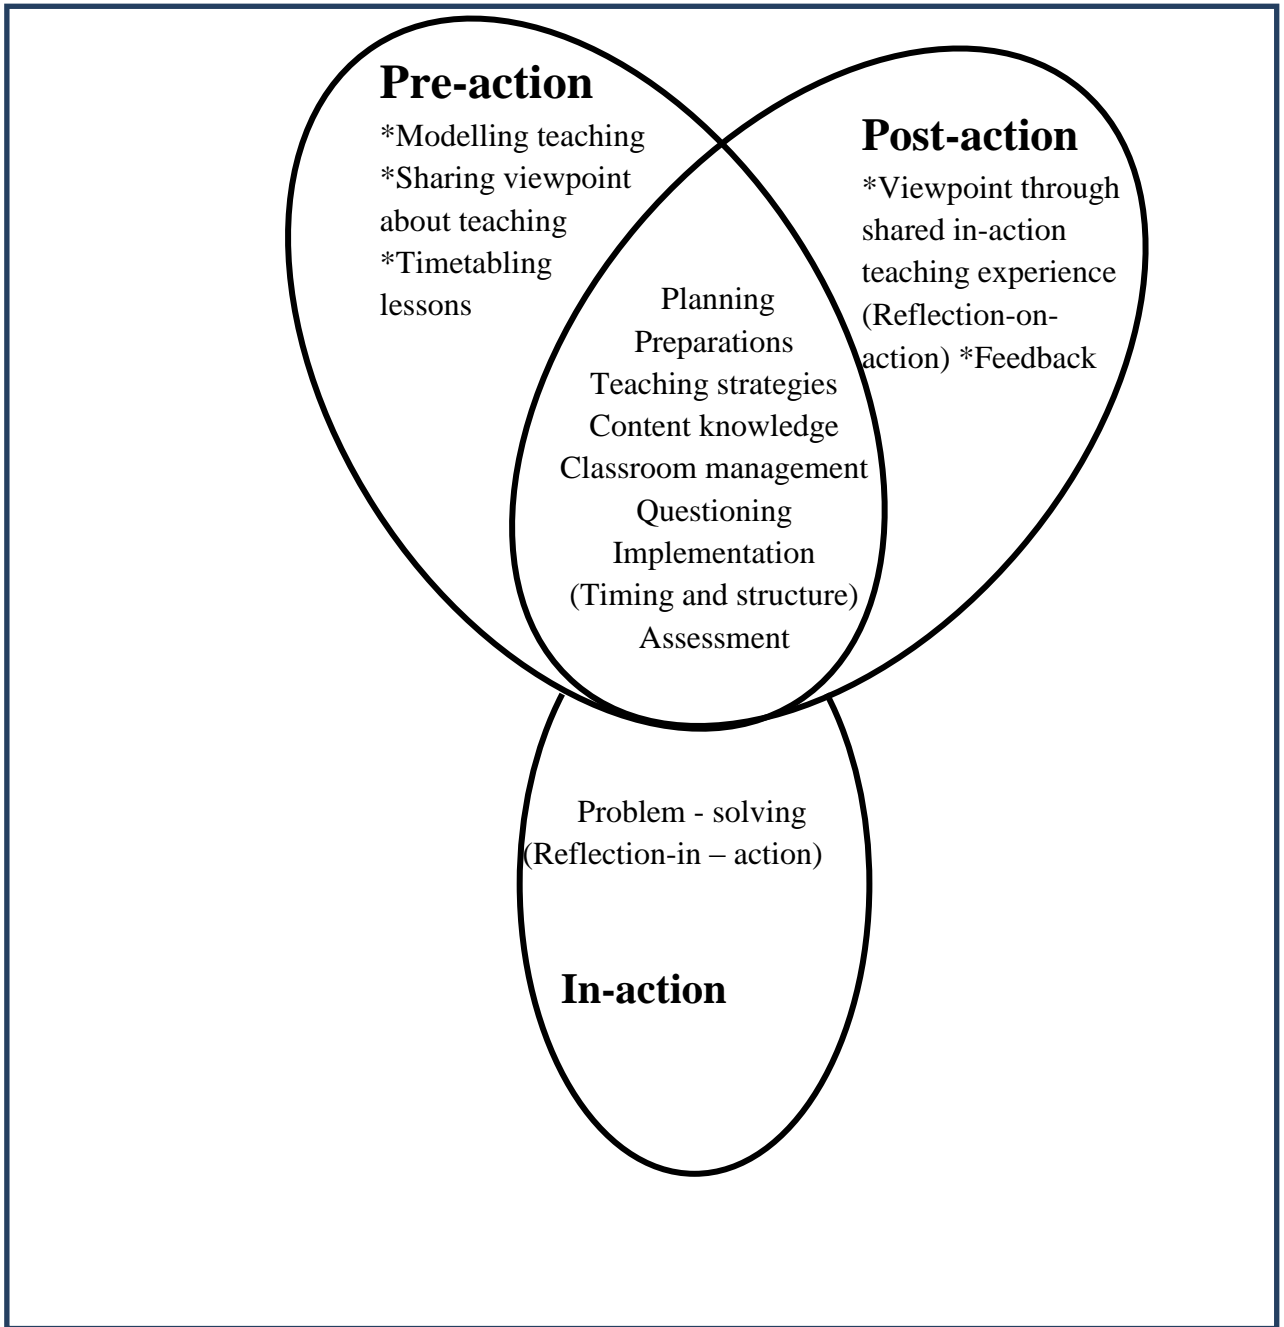 Pre-action
*Modelling teaching
*Sharing viewpoint
about teaching
*Timetabling
lessons
Post-action
*Viewpoint through
shared in-action
teaching experience
(Reflection-on-
action) *Feedback
Planning
Preparations
Teaching strategies
Content knowledge
Classroom management
Questioning
Implementation
(Timing and structure)
Assessment
Problem - solving
(Reflection-in – action)
In-action